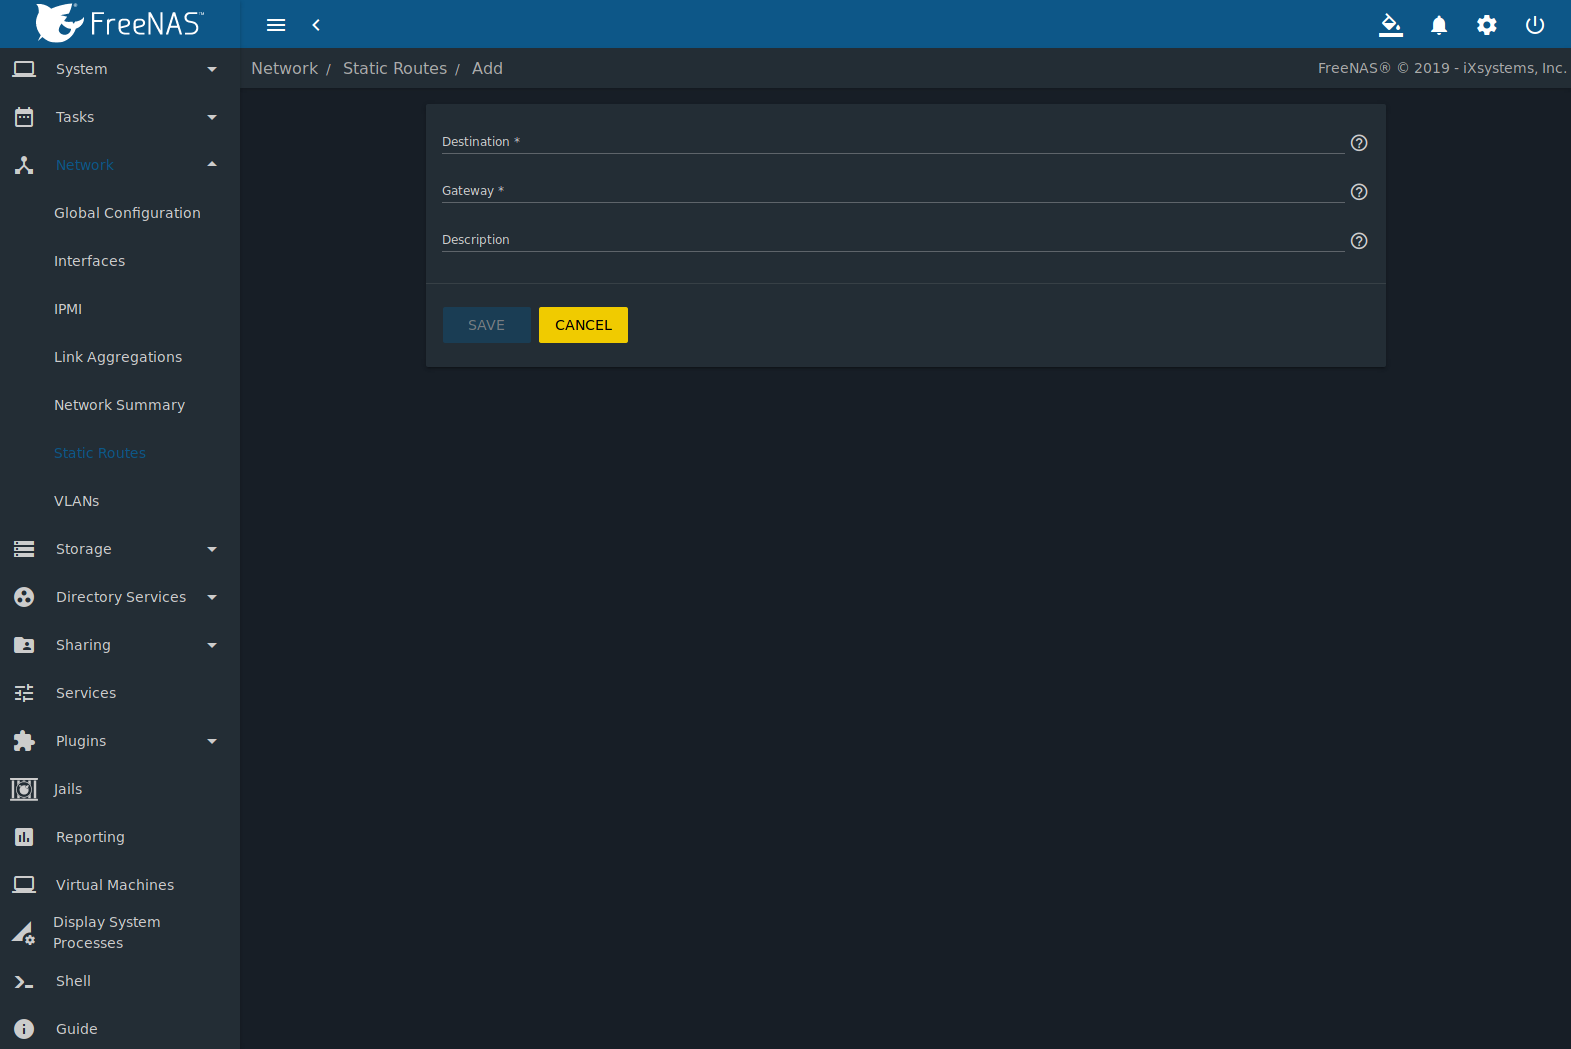 FreeNAS®™
Network / Static Routes / Add
FreeNAS® © 2019 - iXsystems, Inc.
System
Tasks
Network
Global Configuration
Interfaces
IPMI
Link Aggregations
Network Summary
Static Routes
VLANs
Storage
Directory Services
Sharing
Services
Plugins
Jails
Reporting
Virtual Machines
Display System
Processes
Shell
Guide
Destination *
Gateway *
Description
SAVE
CANCEL